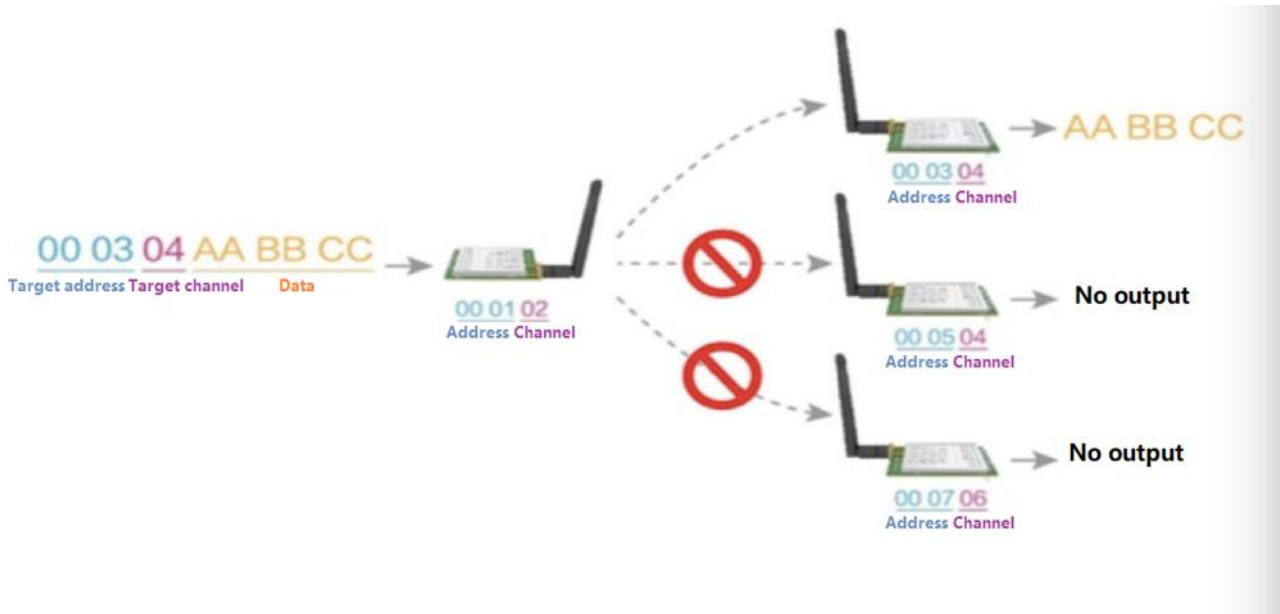 00 03 04 AA BB CC
Target address Target channel Data
00 01 02
Address Channel
AA BB CC
00 03 04
Address Channel
No output
00 05 04
Address Channel
No output
00 07 06
Address Channel